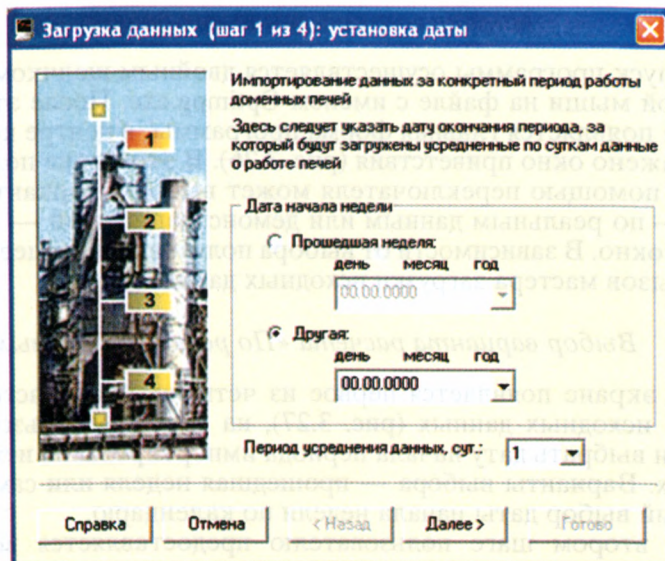 Загрузка данных (шаг 1 из 4): установка даты
Импортирование данных за конкретный период работы
доменных печей
Здесь следует указать дату окончания периода, за
который будут загружены усредненные по суткам данные
о работе печей
1
2
3
4
Дата начала недели
Прошедшая неделя:
день месяц год
00.00.0000
Другая:
день месяц год
00.00.0000
Период усреднения данных, сут.:
1
Справка
Отмена
< Назад
Далее >
Готово